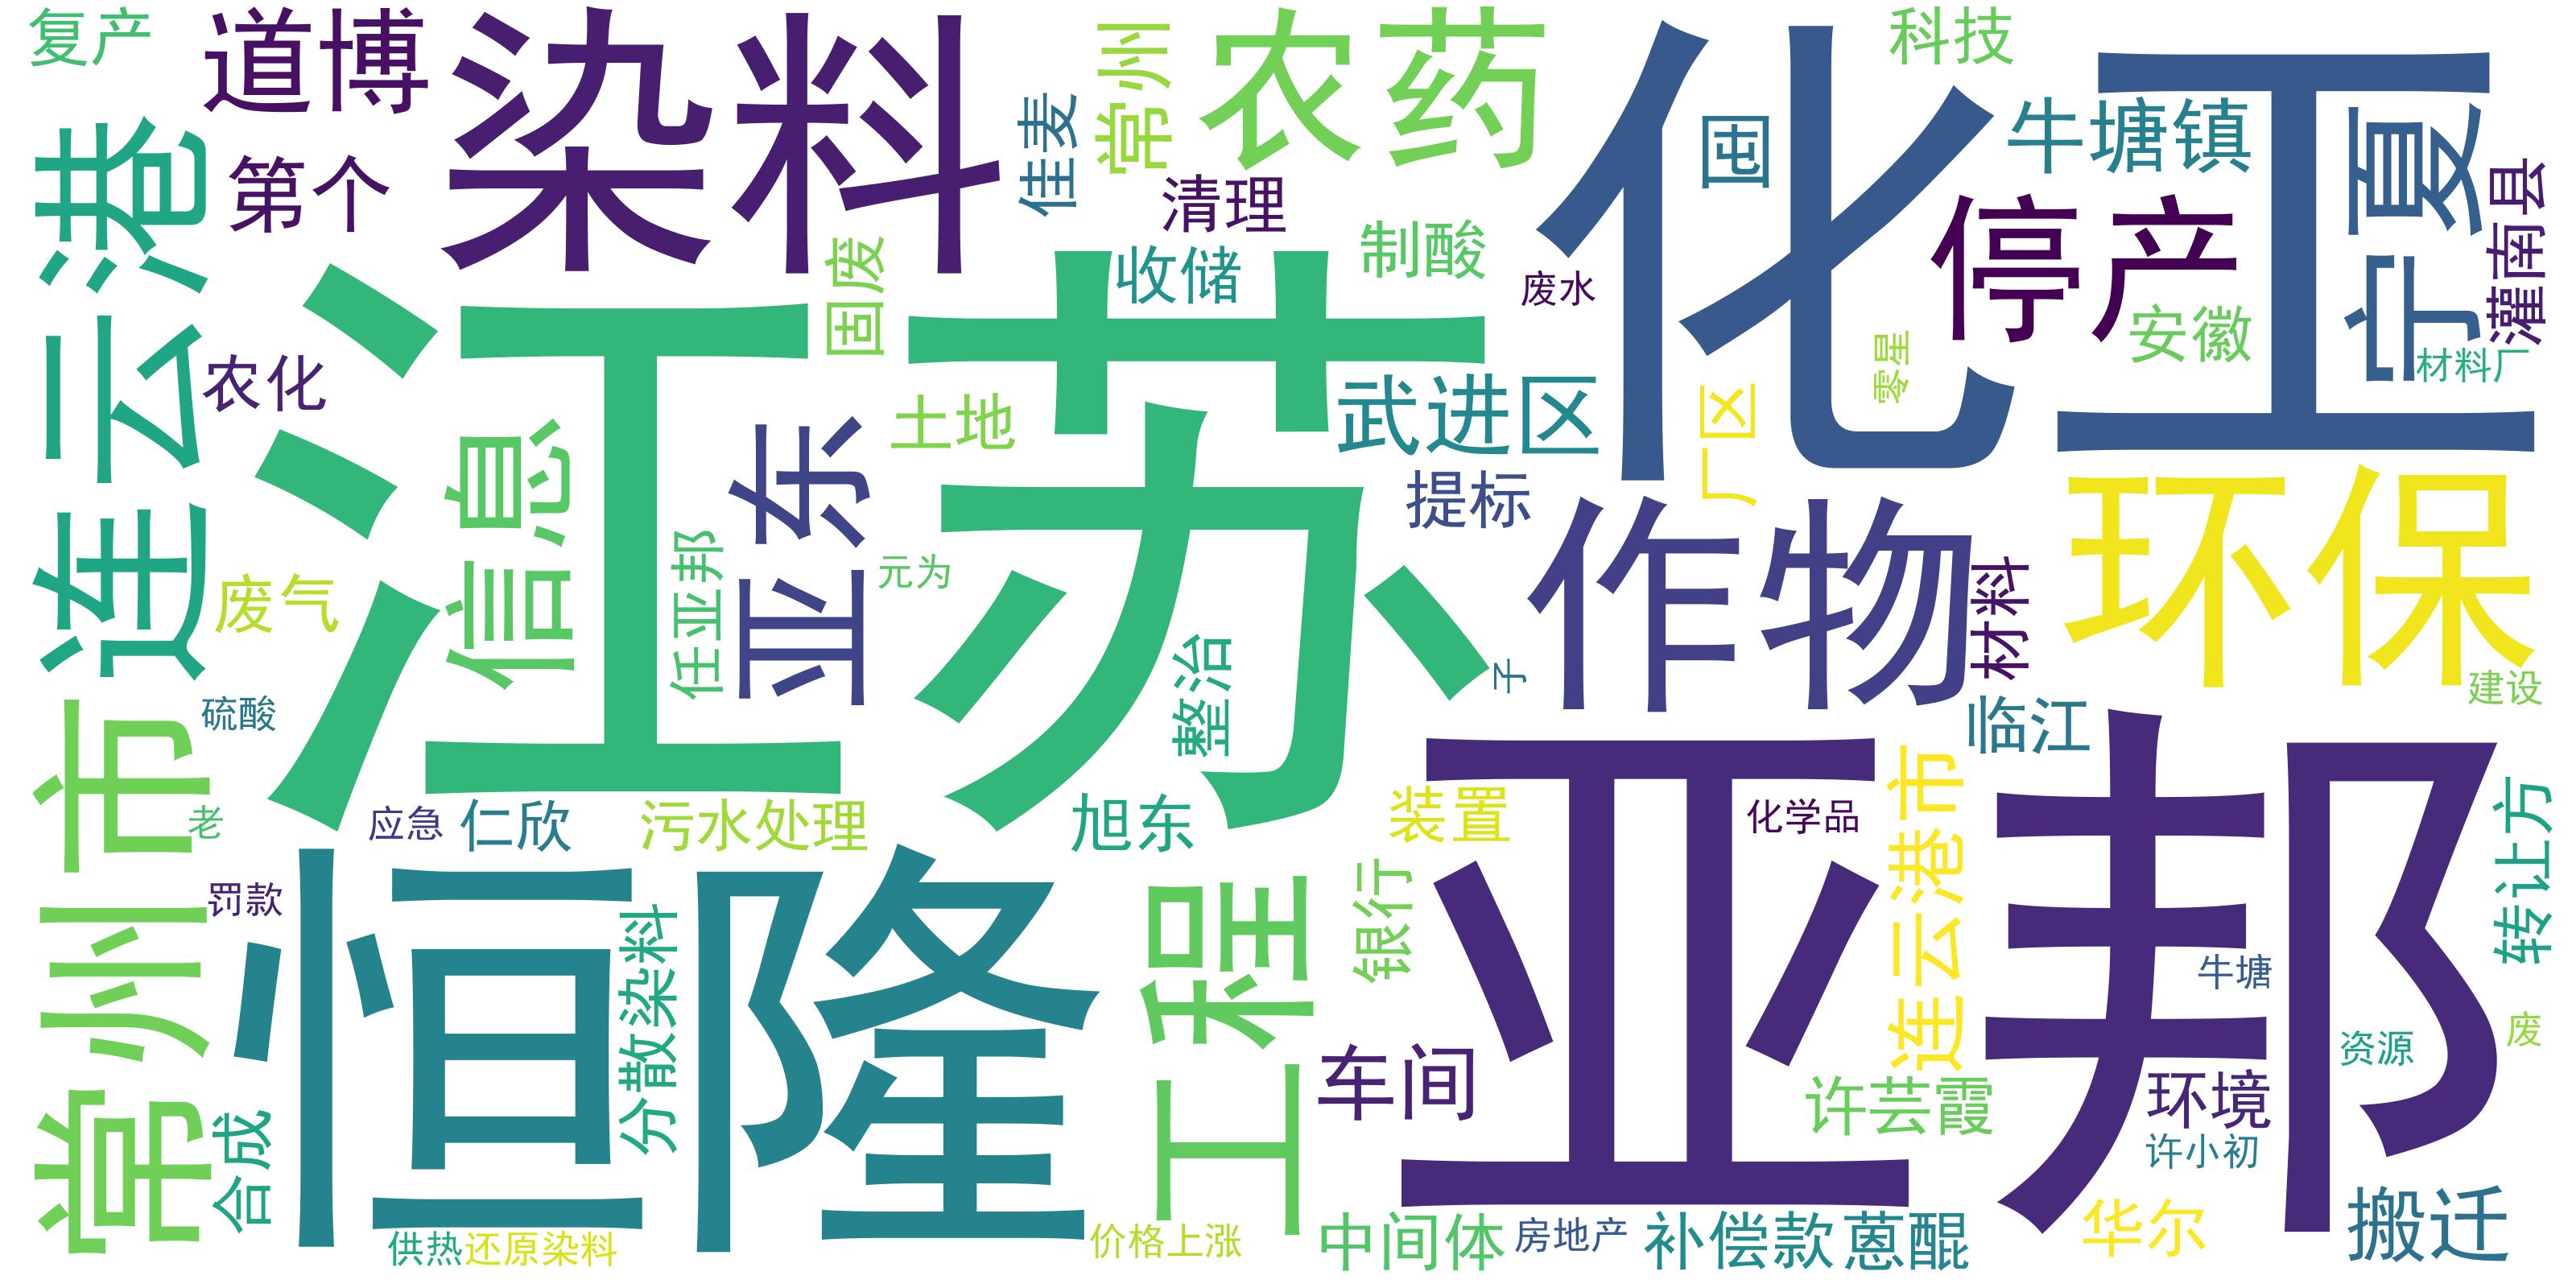 复产
道博
染料
常州
农药
化工
科技
佳麦
囤
牛塘镇
宁夏
连云港
第个
清理
停产
灌南县
固废
收储
制酸
废水
安徽
江苏
零星
材料厂
农化
信息
亚东
土地
武进区
厂区
提标
作物
环保
废气
任亚邦
元为
材料
整治
子
建设
硫酸
临江
常州市
老
应急
仁欣
污水处理
旭东
装置
亚邦
化学品
连云港市
转让方
罚款
恒隆
分散染料
工程
银行
牛塘
资源
废
车间
许芸霞
环境
合成
许小初
供热
还原染料
价格上涨
中间体
房地产
补偿款
蒽醌
华尔
搬迁